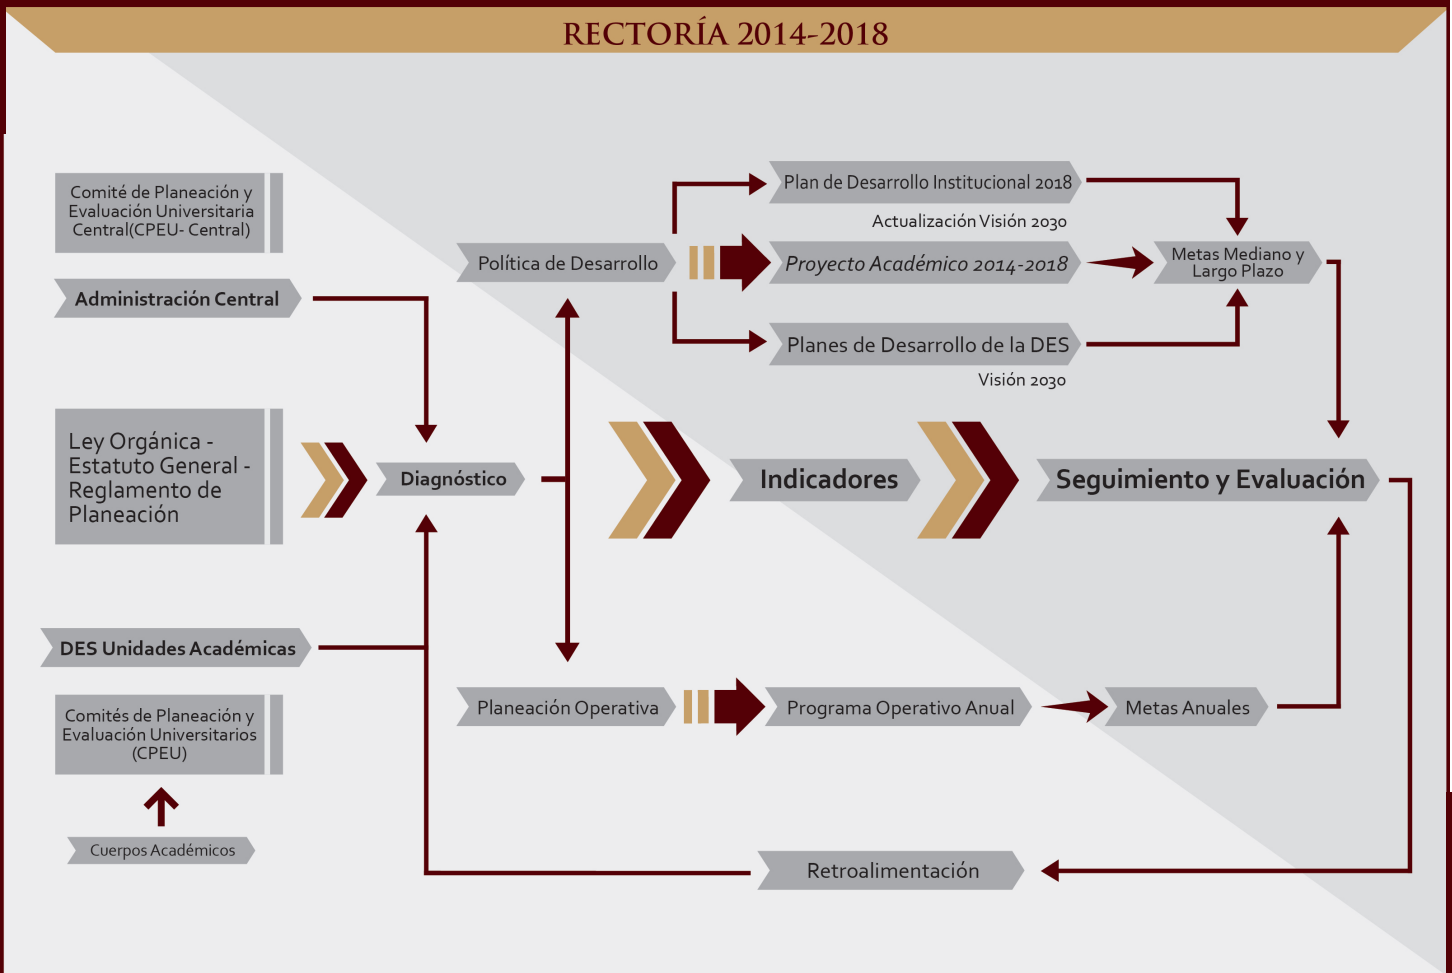 RECTORÍA 2014-2018
Comité de Planeación y
Evaluación Universitaria
Central(CPEU- Central)
Administración Central
Ley Orgánica -
Estatuto General -
Reglamento de
Planeación
DES Unidades Académicas
Comités de Planeación y
Evaluación Universitarios
(CPEU)
Cuerpos Académicos
Diagnóstico
Política de Desarrollo
Plan de Desarrollo Institucional 2018
Actualización Visión 2030
Proyecto Académico 2014-2018
Planes de Desarrollo de la DES
Visión 2030
Metas Mediano y
Largo Plazo
Indicadores
Seguimiento y Evaluación
Planeación Operativa
Programa Operativo Anual
Metas Anuales
Retroalimentación